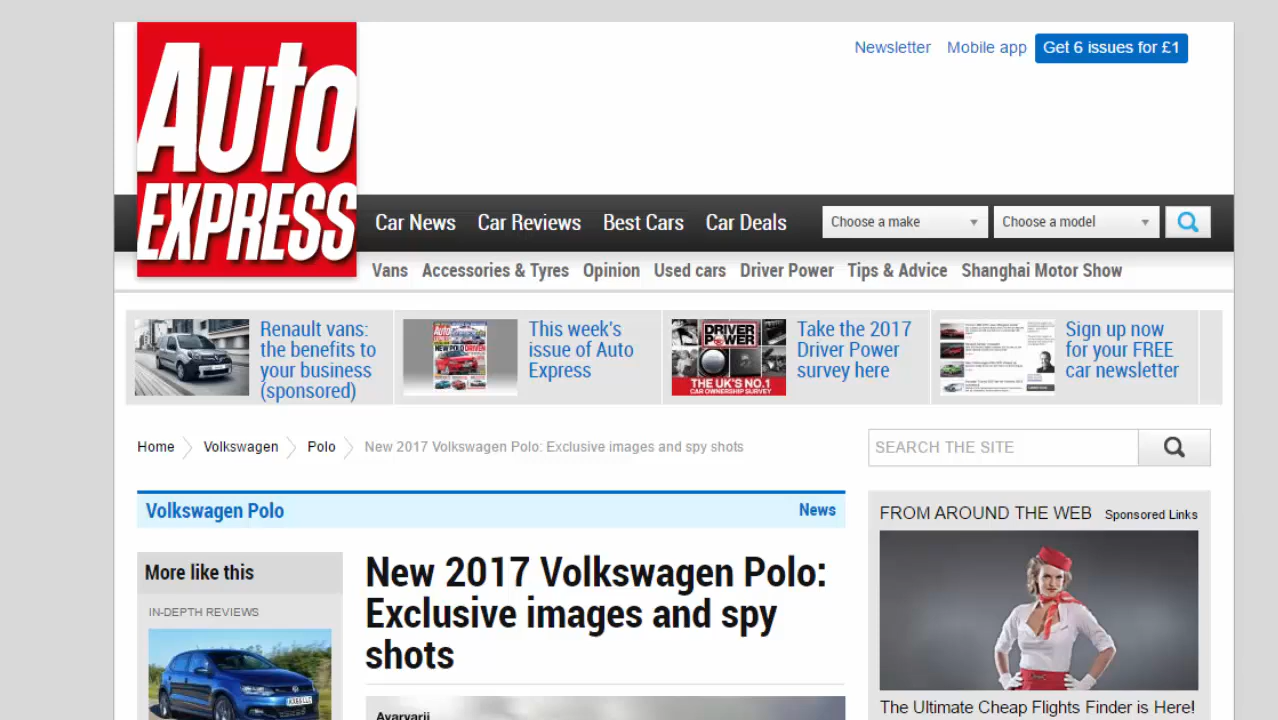 Auto
EXPRESS
Newsletter Mobile app Get 6 issues for £1
Car News Car Reviews Best Cars Car Deals Choose a make Choose a model
Vans Accessories & Tyres Opinion Used cars Driver Power Tips & Advice Shanghai Motor Show
Renault vans:
the benefits to
your business
(sponsored)
This week's
issue of Auto
Express
DRIVER
POWER
THE UK'S NO.1
CAR OWNERSHIP SURVEY
Take the 2017
Driver Power
survey here
Sign up now
for your FREE
car newsletter
Home Volkswagen Polo New 2017 Volkswagen Polo: Exclusive images and spy shots
SEARCH THE SITE
Volkswagen Polo News
More like this
IN-DEPTH REVIEWS
New 2017 Volkswagen Polo:
Exclusive images and spy
shots
Avarvarii
FROM AROUND THE WEB Sponsored Links
The Ultimate Cheap Flights Finder is Here!